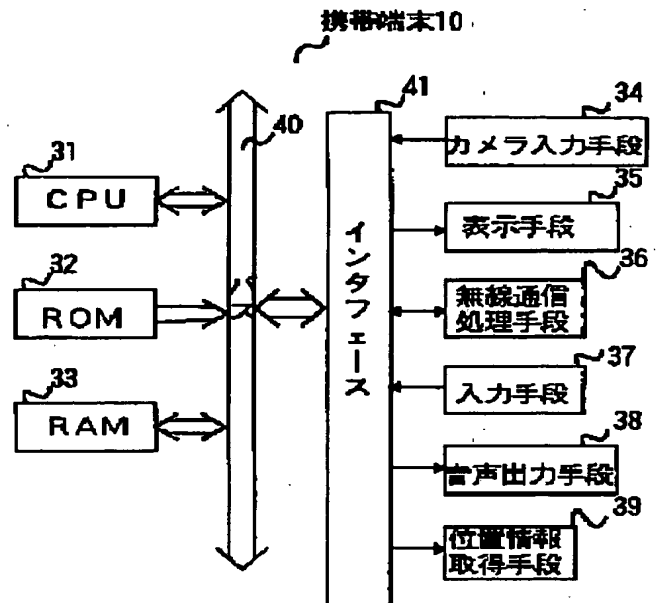 携帯端末10
41
34
カメラ入力手段
40
35
表示手段
31
CPU
36
無線通信
処理手段
インタフェース
32
ROM
37
入力手段
33
RAM
38
音声出力手段
39
位置情報
取得手段
バス